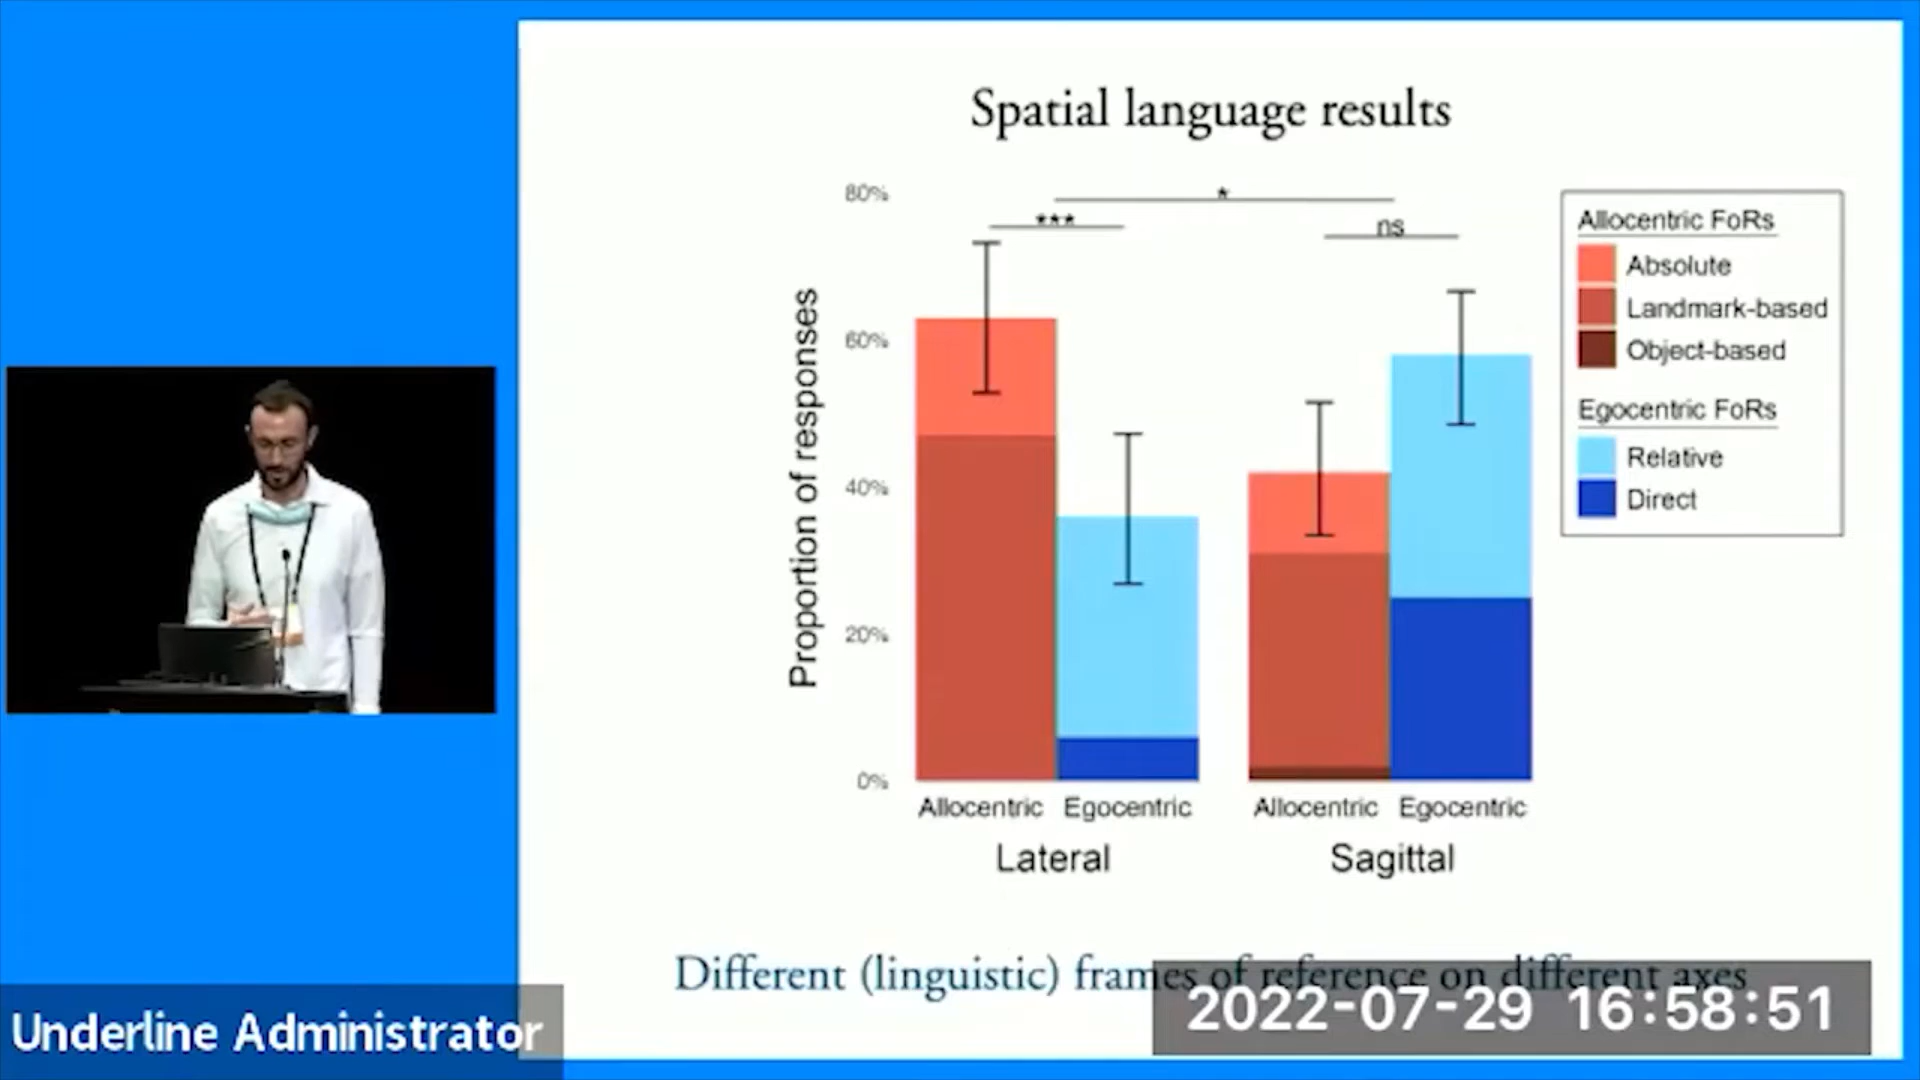 Spatial language results
80%
60%
40%
20%
0%
Proportion of responses
*
***
ns
Allocentric Egocentric
Allocentric Egocentric
Lateral
Sagittal
Allocentric FoRs
Absolute
Landmark-based
Object-based
Egocentric FoRs
Relative
Direct
Different (linguistic) frames of reference on different axes
2022-07-29 16:58:51
Underline Administrator